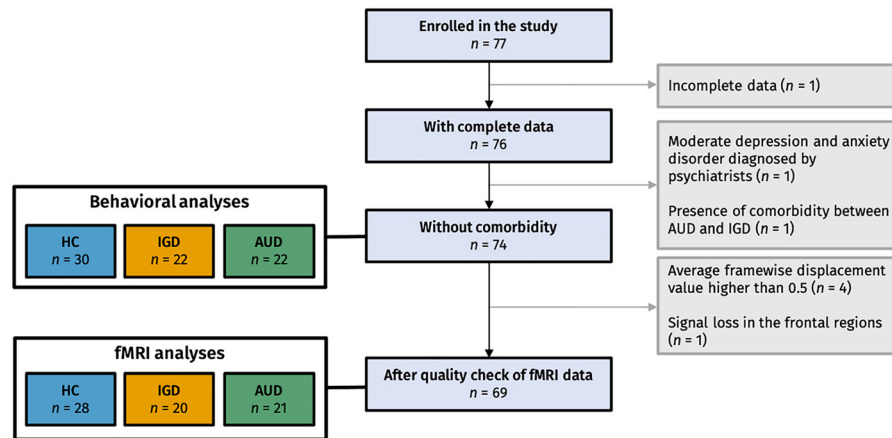 Enrolled in the study
n = 77
Incomplete data (n = 1)
With complete data
n = 76
Moderate depression and anxiety
disorder diagnosed by
psychiatrists (n = 1)
Presence of comorbidity between
AUD and IGD (n = 1)
Behavioral analyses
HC
n = 30
IGD
n = 22
AUD
n = 22
Without comorbidity
n = 74
Average framewise displacement
value higher than 0.5 (n = 4)
Signal loss in the frontal regions
(n = 1)
fMRI analyses
HC
n = 28
IGD
n = 20
AUD
n = 21
After quality check of fMRI data
n = 69